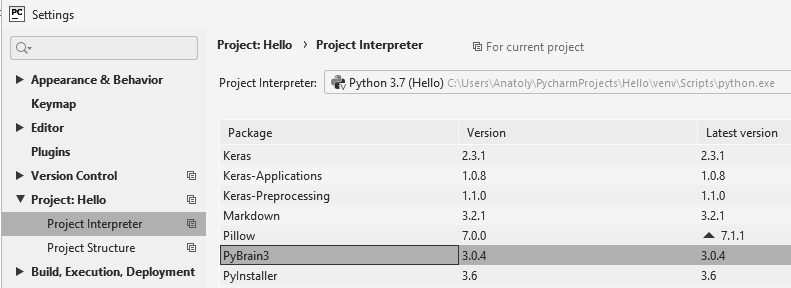 PC Settings
Project: Hello › Project Interpreter For current project
Appearance & Behavior
Keymap
Editor
Plugins
Version Control
Project: Hello
Project Interpreter
Project Structure
Build, Execution, Deployment
Project Interpreter: Python 3.7 (Hello) C:\Users\Anatoly\PycharmProjects\Hello\venv\Scripts\python.exe
Package Version Latest version
Keras 2.3.1 2.3.1
Keras-Applications 1.0.8 1.0.8
Keras-Preprocessing 1.1.0 1.1.0
Markdown 3.2.1 3.2.1
Pillow 7.0.0 7.1.1
PyBrain3 3.0.4 3.0.4
PyInstaller 3.6 3.6